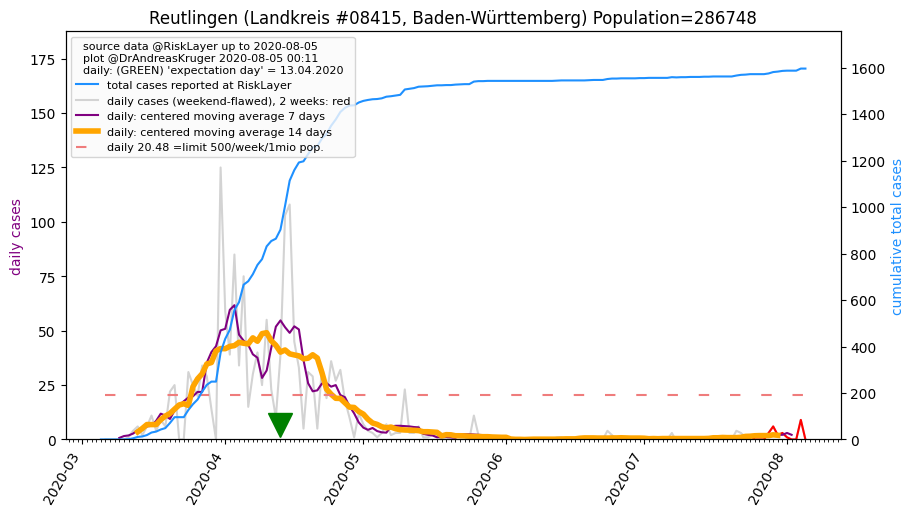 Reutlingen (Landkreis #08415, Baden-Württemberg) Population=286748
source data @RiskLayer up to 2020-08-05
plot @DrAndreasKruger 2020-08-05 00:11
daily: (GREEN) 'expectation day' = 13.04.2020
total cases reported at RiskLayer
daily cases (weekend-flawed), 2 weeks: red
daily: centered moving average 7 days
daily: centered moving average 14 days
daily 20.48 =limit 500/week/1mio pop.
daily cases
175
150
125
100
75
50
25
0
cumulative total cases
1600
1400
1200
1000
800
600
400
200
0
2020-03
2020-04
2020-05
2020-06
2020-07
2020-08